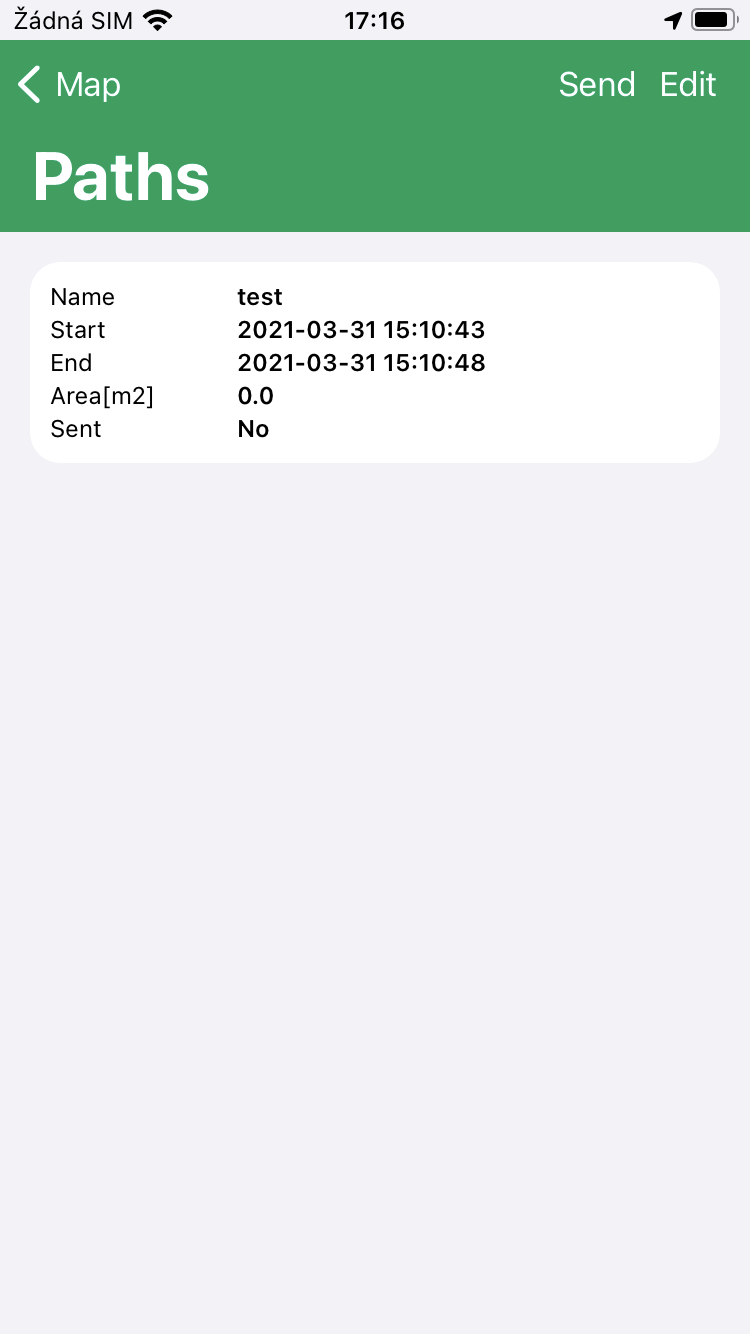 Žádná SIM 17:16
Map Send Edit
Paths
Name test
Start 2021-03-31 15:10:43
End 2021-03-31 15:10:48
Area[m2] 0.0
Sent No